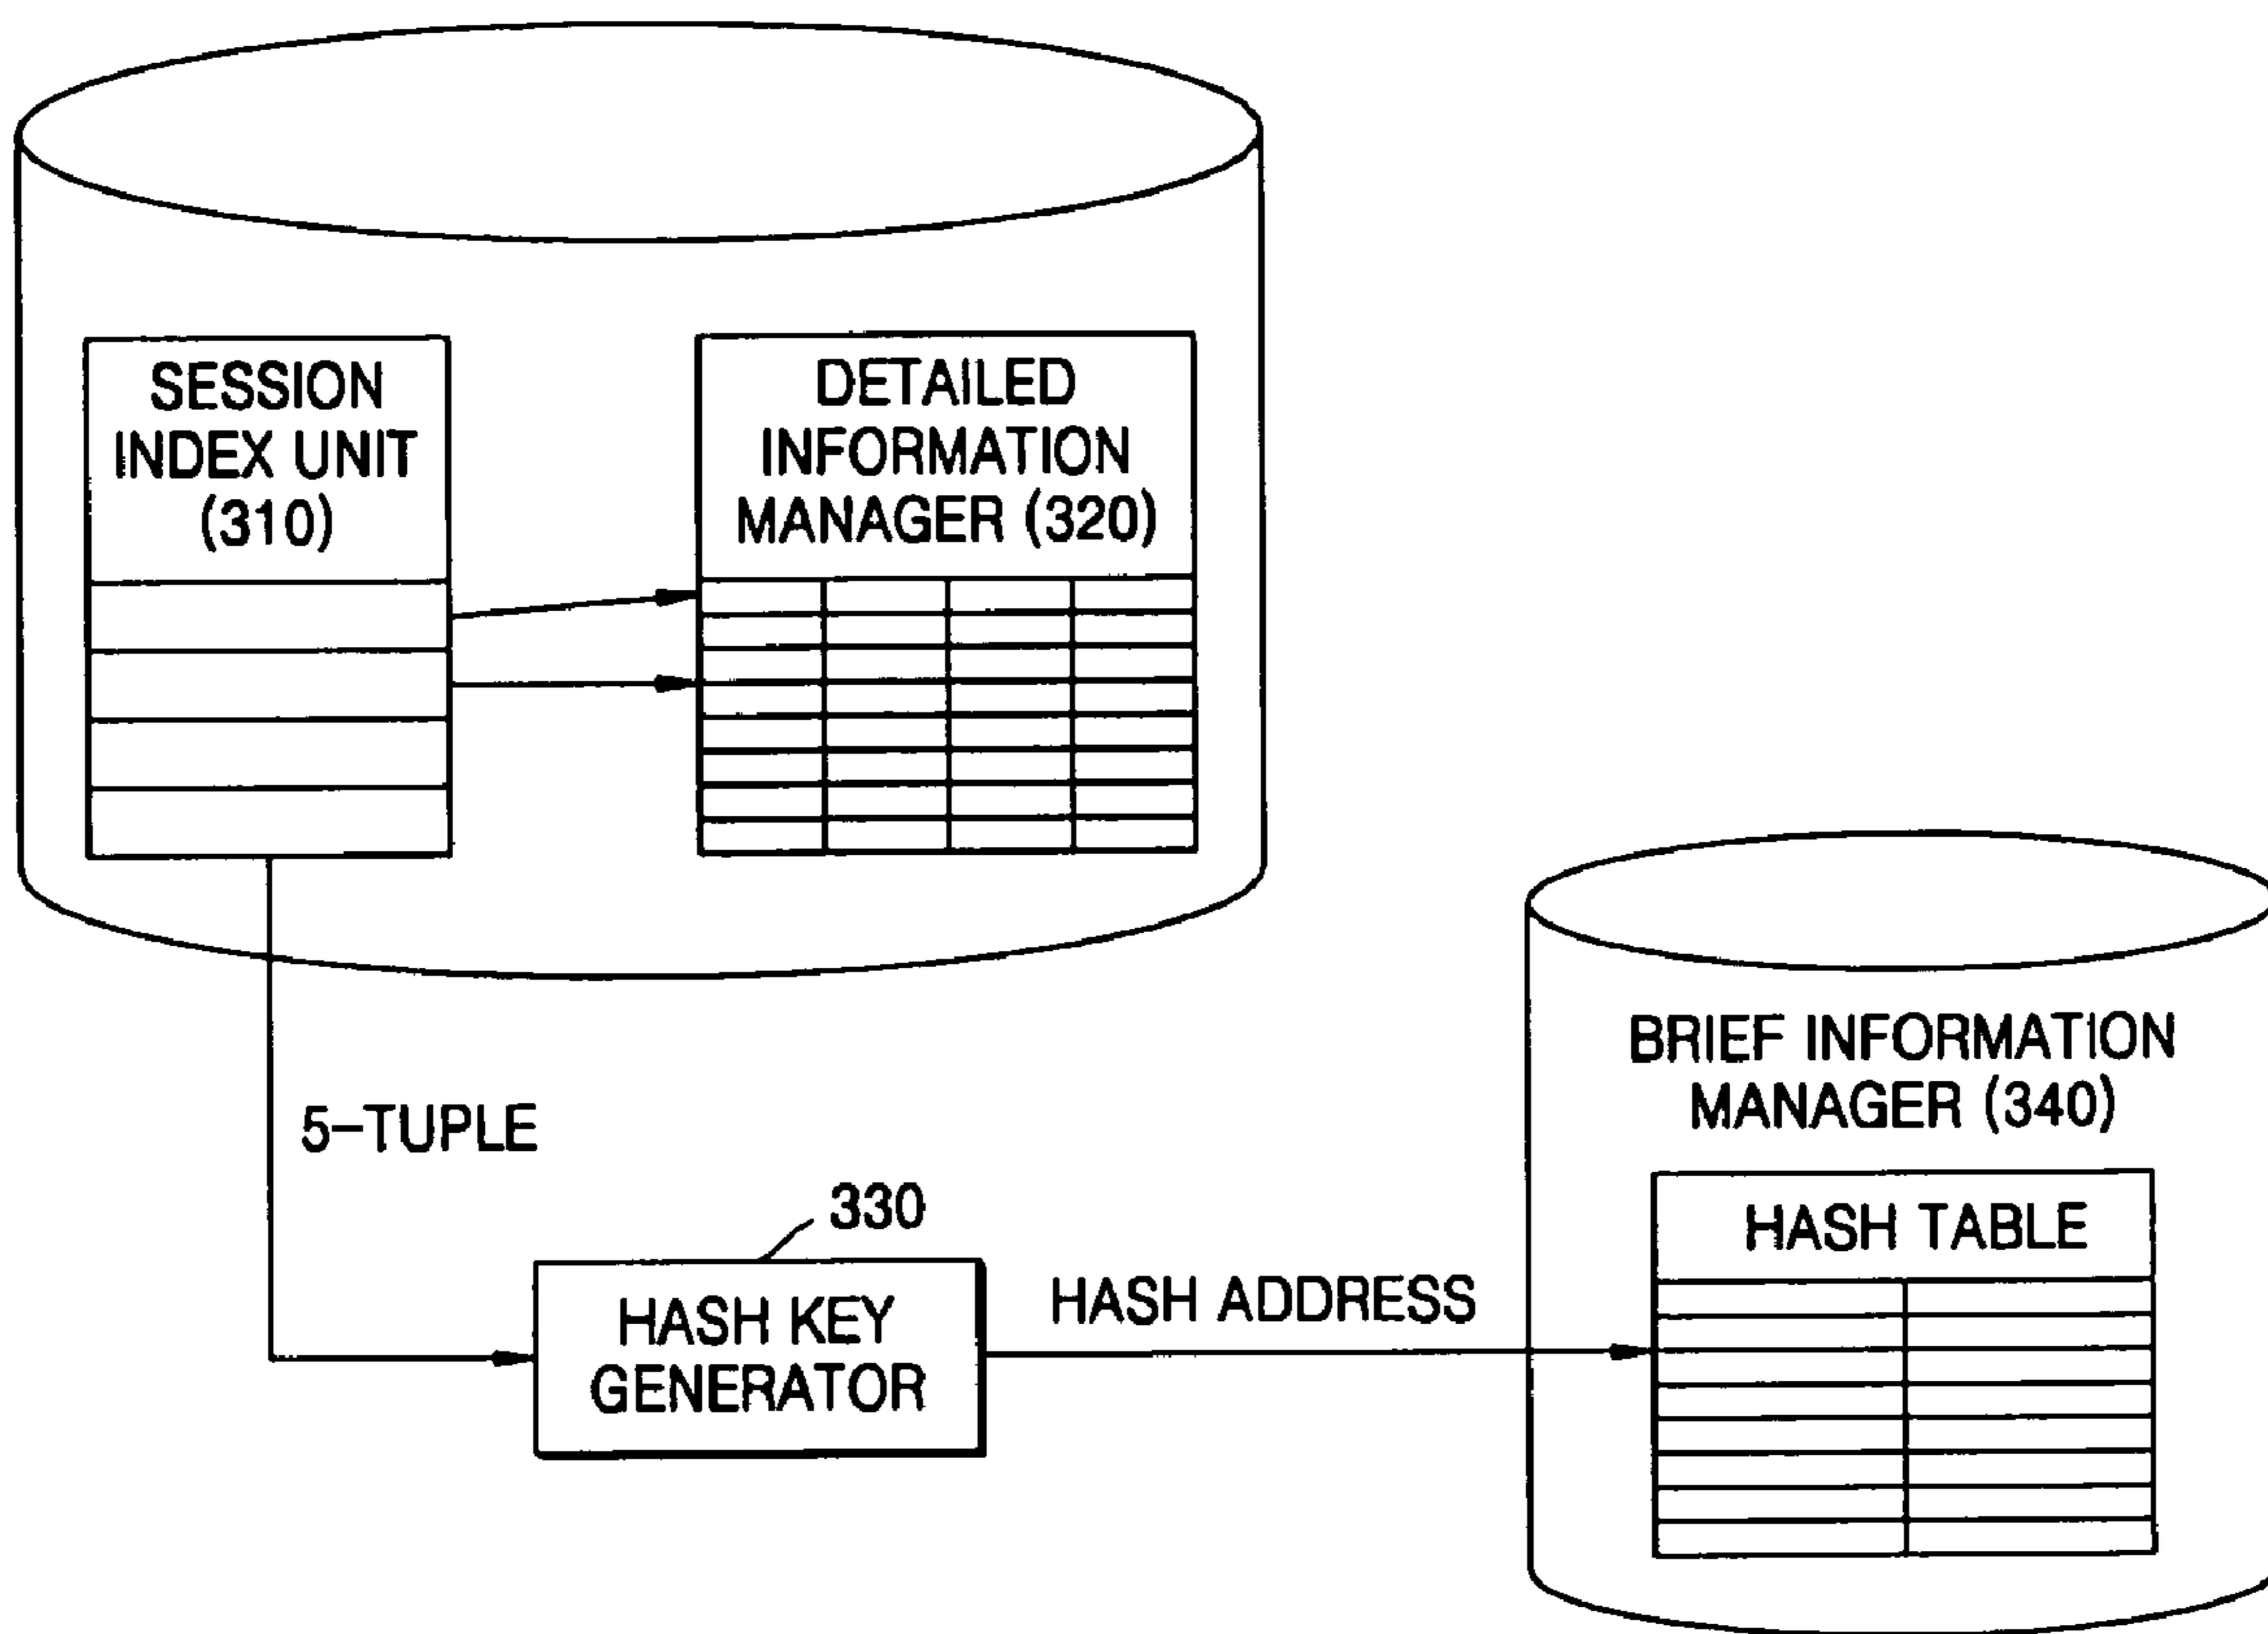 SESSION
INDEX UNIT
(310)
DETAILED
INFORMATION
MANAGER (320)
BRIEF INFORMATION
MANAGER (340)
5-TUPLE
330
HASH TABLE
HASH KEY
GENERATOR
HASH ADDRESS